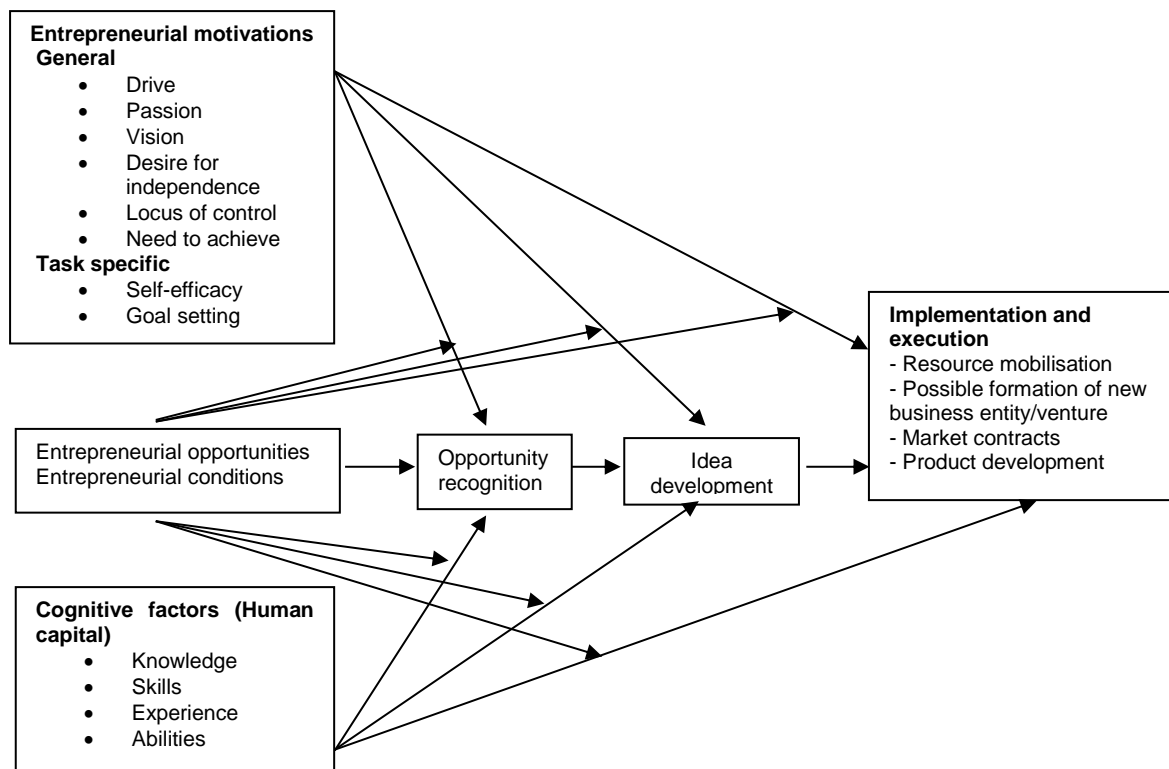 Entrepreneurial motivations
General
• Drive
• Passion
• Vision
• Desire for
independence
• Locus of control
• Need to achieve
Task specific
• Self-efficacy
• Goal setting
Implementation and
execution
- Resource mobilisation
- Possible formation of new
business entity/venture
- Market contracts
- Product development
Entrepreneurial opportunities
Entrepreneurial conditions
Opportunity
recognition
Idea
development
Cognitive factors (Human
capital)
• Knowledge
• Skills
• Experience
• Abilities